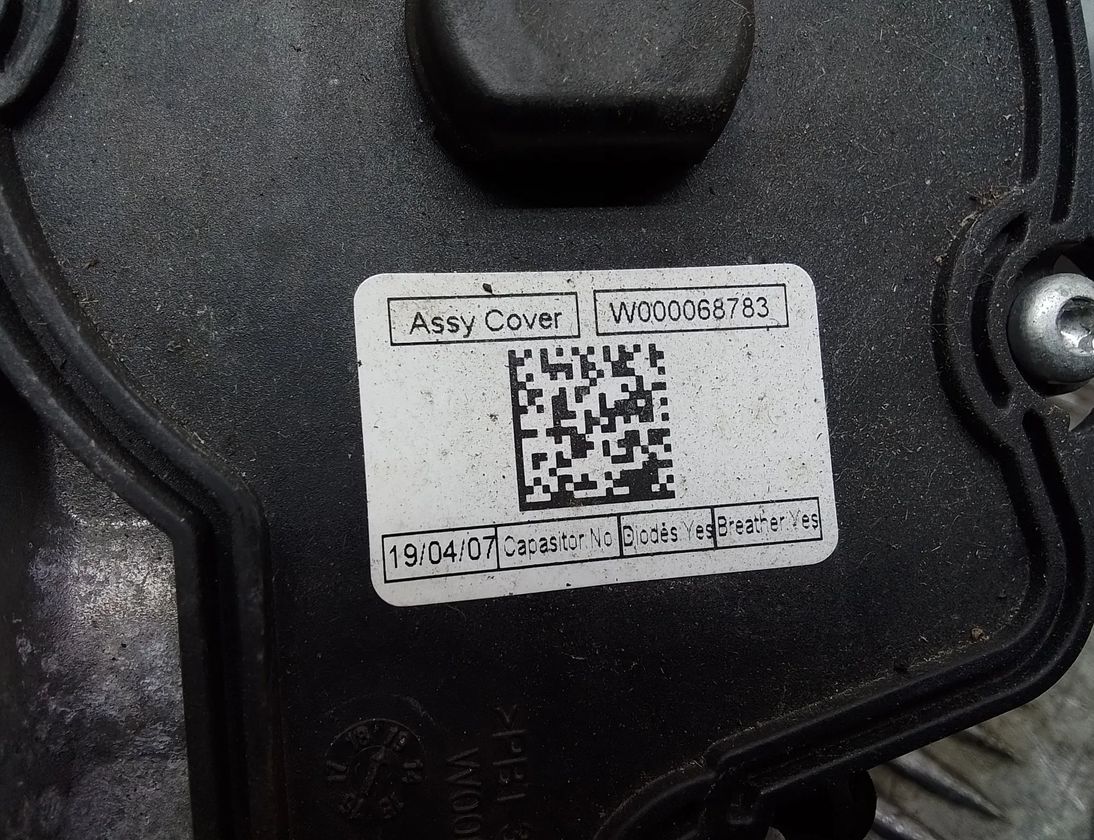 Assy Cover W000068783
19/04/07 Capasitor No Diodes Yes Breather Yes